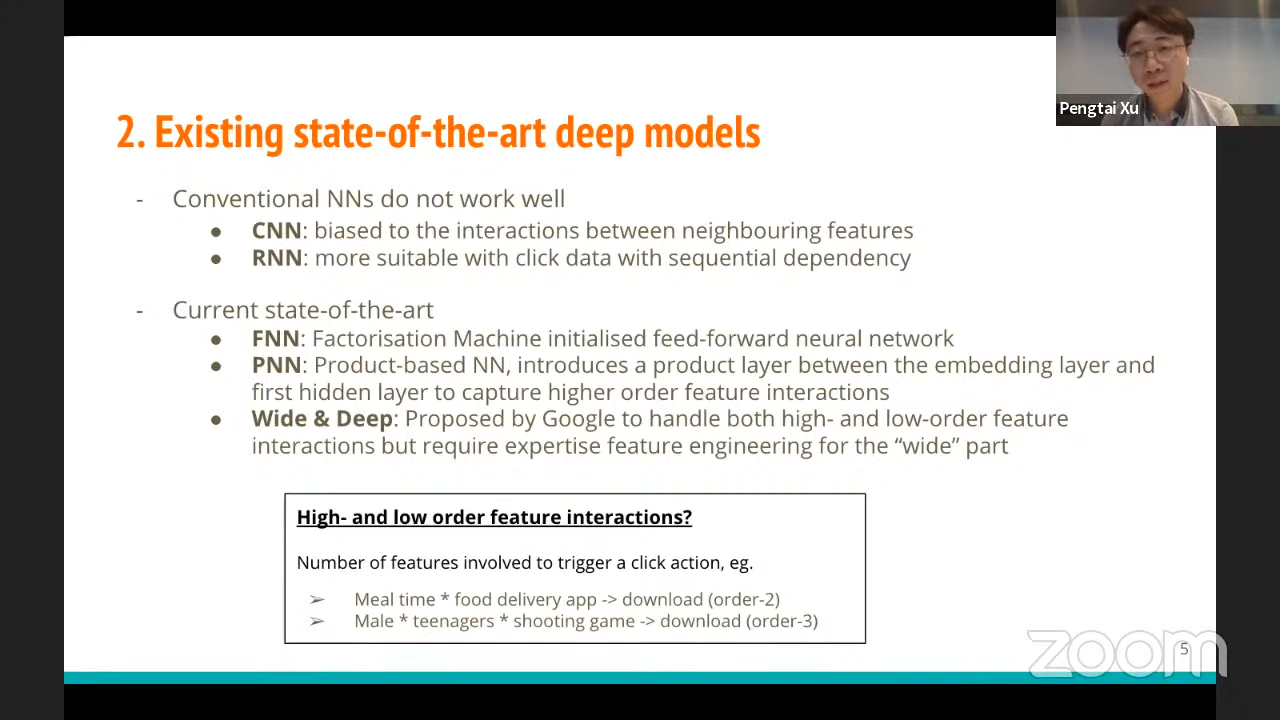 Pengtai Xu
2. Existing state-of-the-art deep models
- Conventional NNs do not work well
● CNN: biased to the interactions between neighbouring features
● RNN: more suitable with click data with sequential dependency
- Current state-of-the-art
● FNN: Factorisation Machine initialised feed-forward neural network
● PNN: Product-based NN, introduces a product layer between the embedding layer and
first hidden layer to capture higher order feature interactions
● Wide & Deep: Proposed by Google to handle both high- and low-order feature
interactions but require expertise feature engineering for the “wide” part
High- and low order feature interactions?
Number of features involved to trigger a click action, eg.
➢ Meal time * food delivery app -> download (order-2)
➢ Male * teenagers * shooting game -> download (order-3)
zoom
5